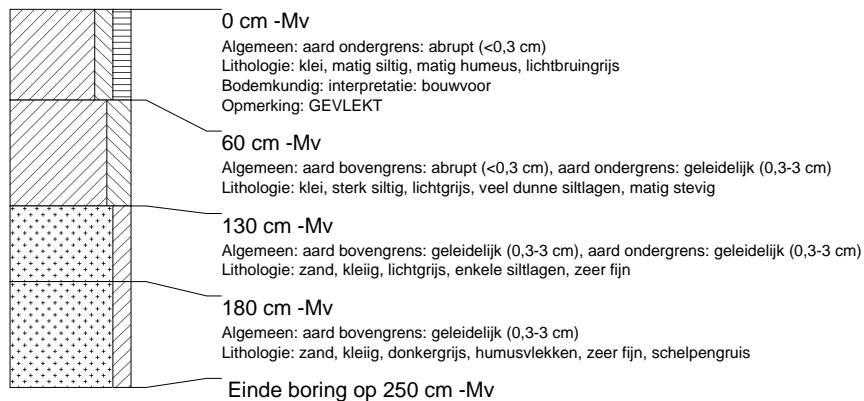 0 cm -Mv
Algemeen: aard ondergrens: abrupt (<0,3 cm)
Lithologie: klei, matig siltig, matig humeus, lichtbruingrijs
Bodemkundig: interpretatie: bouwvoor
Opmerking: GEVLEKT
60 cm -Mv
Algemeen: aard bovengrens: abrupt (<0,3 cm), aard ondergrens: geleidelijk (0,3-3 cm)
Lithologie: klei, sterk siltig, lichtgrijs, veel dunne siltlagen, matig stevig
130 cm -Mv
Algemeen: aard bovengrens: geleidelijk (0,3-3 cm), aard ondergrens: geleidelijk (0,3-3 cm)
Lithologie: zand, kleiig, lichtgrijs, enkele siltlagen, zeer fijn
180 cm -Mv
Algemeen: aard bovengrens: geleidelijk (0,3-3 cm)
Lithologie: zand, kleiig, donkergrijs, humusvlekken, zeer fijn, schelpengruis
Einde boring op 250 cm -Mv